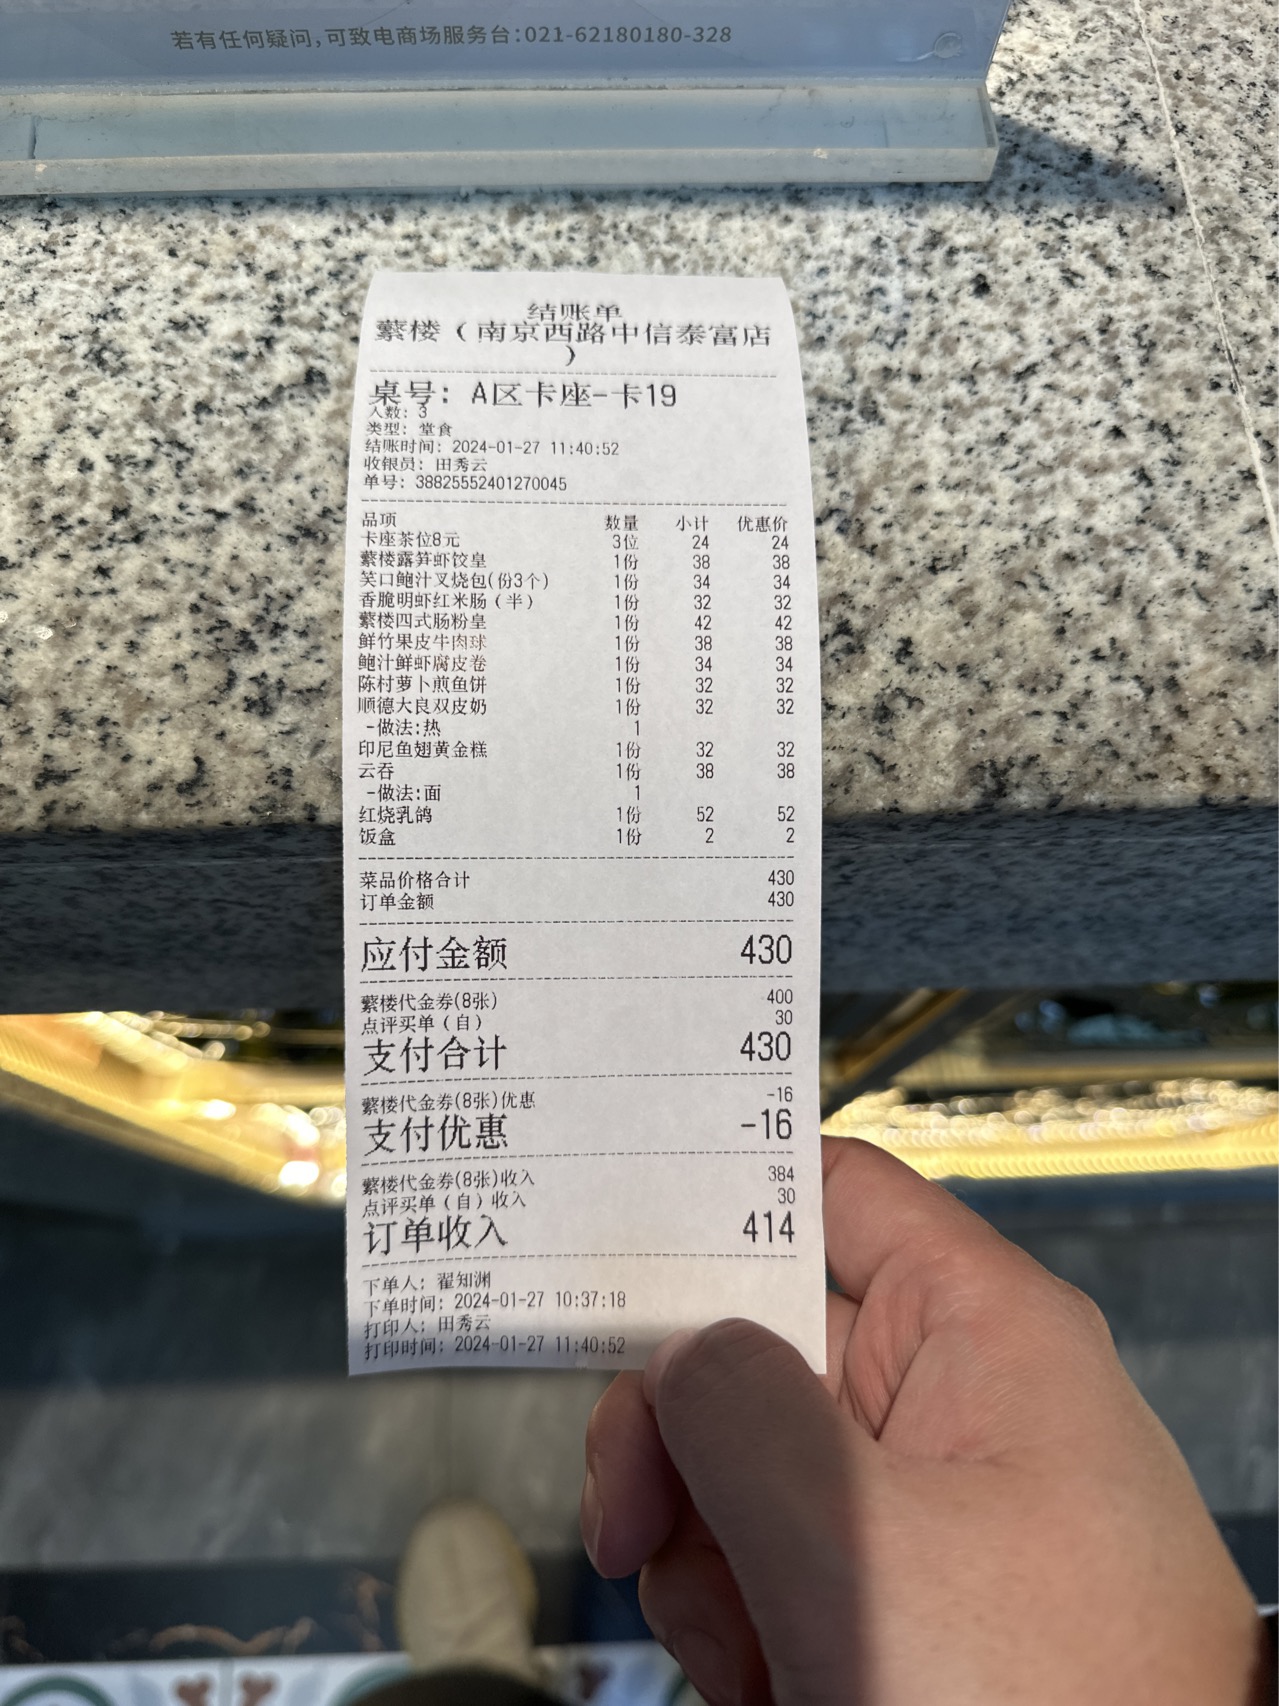 若有任何疑问,可致电商场服务台:021-62180180-328
结账单
蘩楼（南京西路中信泰富店
）
桌号: A区卡座-卡19
人数: 3
类型: 堂食
结账时间: 2024-01-27 11:40:52
收银员: 田秀云
单号: 38825552401270045
品项 数量 小计 优惠价
卡座茶位8元 3位 24 24
蘩楼露笋虾饺皇 1份 38 38
笑口鲍汁叉烧包(份3个) 1份 34 34
香脆明虾红米肠（半） 1份 32 32
蘩楼四式肠粉皇 1份 42 42
鲜竹果皮牛肉球 1份 38 38
鲍汁鲜虾腐皮卷 1份 34 34
陈村萝卜煎鱼饼 1份 32 32
顺德大良双皮奶 1份 32 32
-做法:热 1
印尼鱼翅黄金糕 1份 32 32
云吞 1份 38 38
-做法:面 1
红烧乳鸽 1份 52 52
饭盒 1份 2 2
菜品价格合计 430
订单金额 430
应付金额 430
蘩楼代金券(8张) 400
点评买单（自） 30
支付合计 430
蘩楼代金券(8张)优惠 -16
支付优惠 -16
蘩楼代金券(8张)收入 384
点评买单（自）收入 30
订单收入 414
下单人: 翟知渊
下单时间: 2024-01-27 10:37:18
打印人: 田秀云
打印时间: 2024-01-27 11:40:52